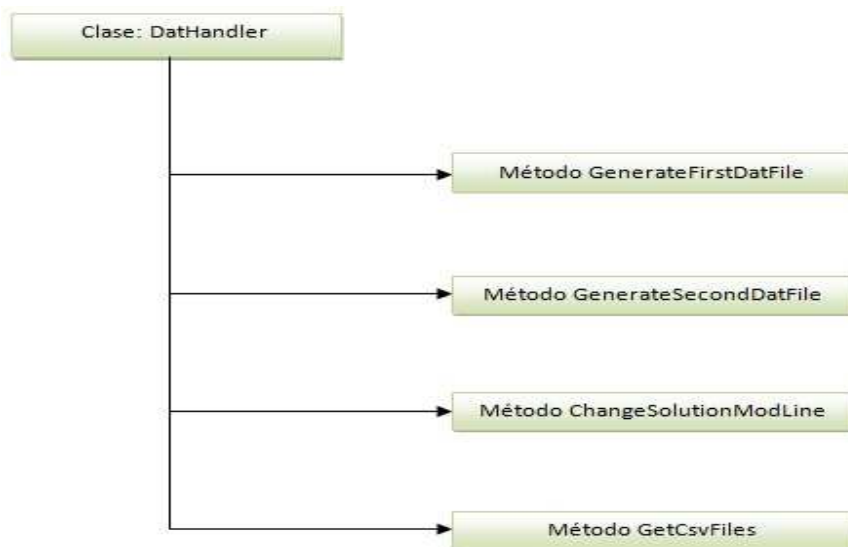 Clase: DatHandler
Método GenerateFirstDatFile
Método GenerateSecondDatFile
Método ChangeSolutionModLine
Método GetCsvFiles